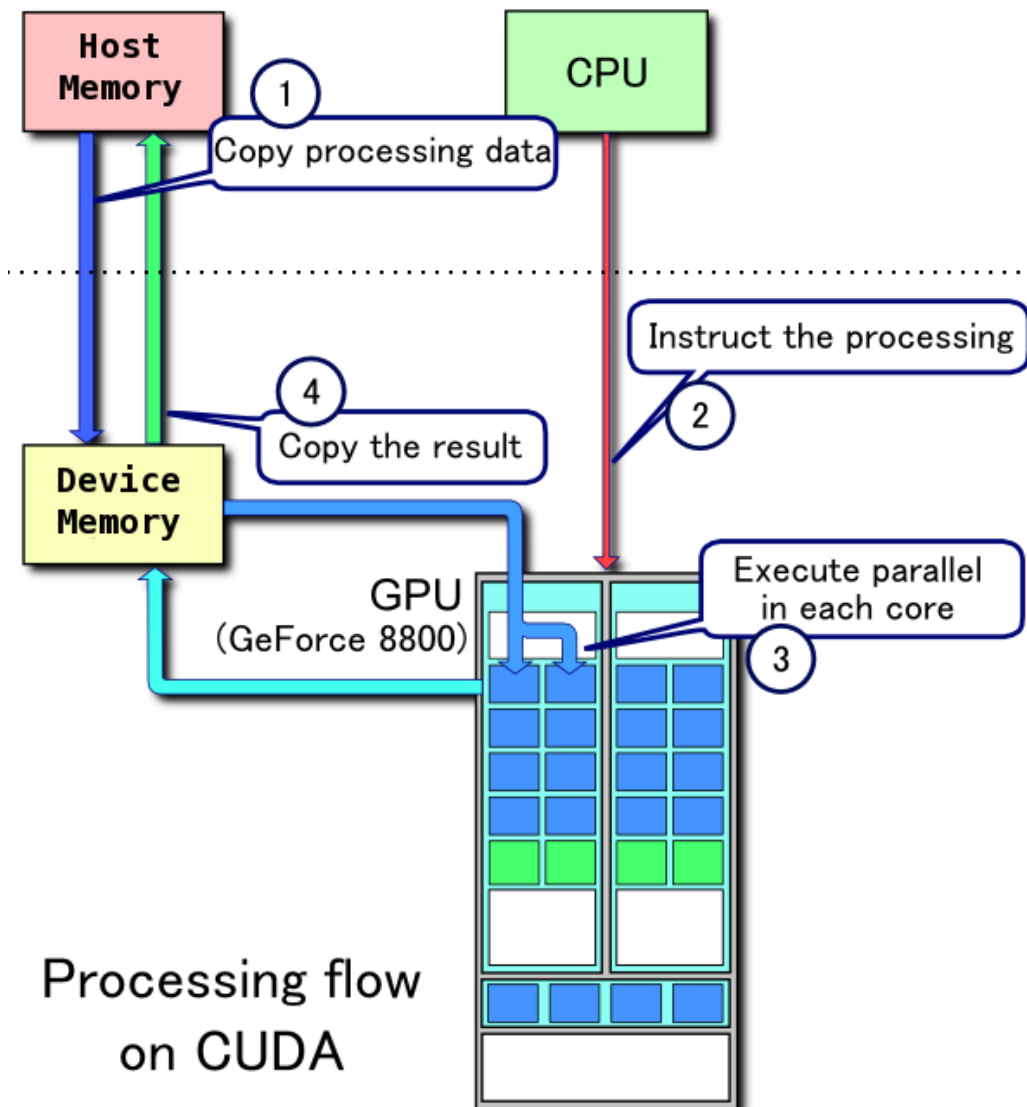 Host
Memory
CPU
1
Copy processing data
Instruct the processing
2
4
Copy the result
Device
Memory
GPU
(GeForce 8800)
Execute parallel
in each core
3
Processing flow
on CUDA